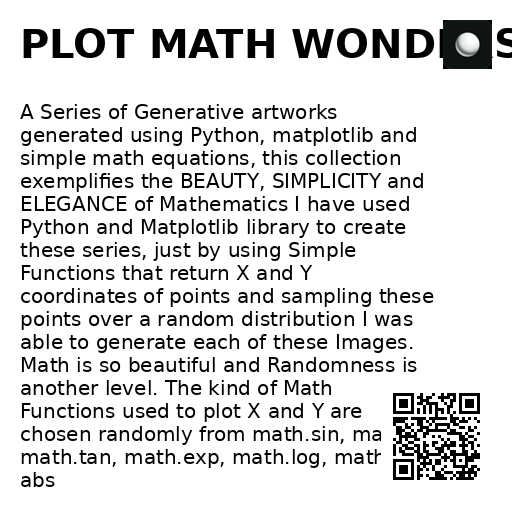 PLOT MATH
A Series of Generative artworks
generated using Python, matplotlib and
simple math equations, this collection
exemplifies the BEAUTY, SIMPLICITY and
ELEGANCE of Mathematics I have used
Python and Matplotlib library to create
these series, just by using Simple
Functions that return X and Y
coordinates of points and sampling these
points over a random distribution I was
able to generate each of these Images.
Math is so beautiful and Randomness is
another level. The kind of Math
Functions used to plot X and Y are
chosen randomly from math.sin,
math.tan, math.exp, math.log,
abs